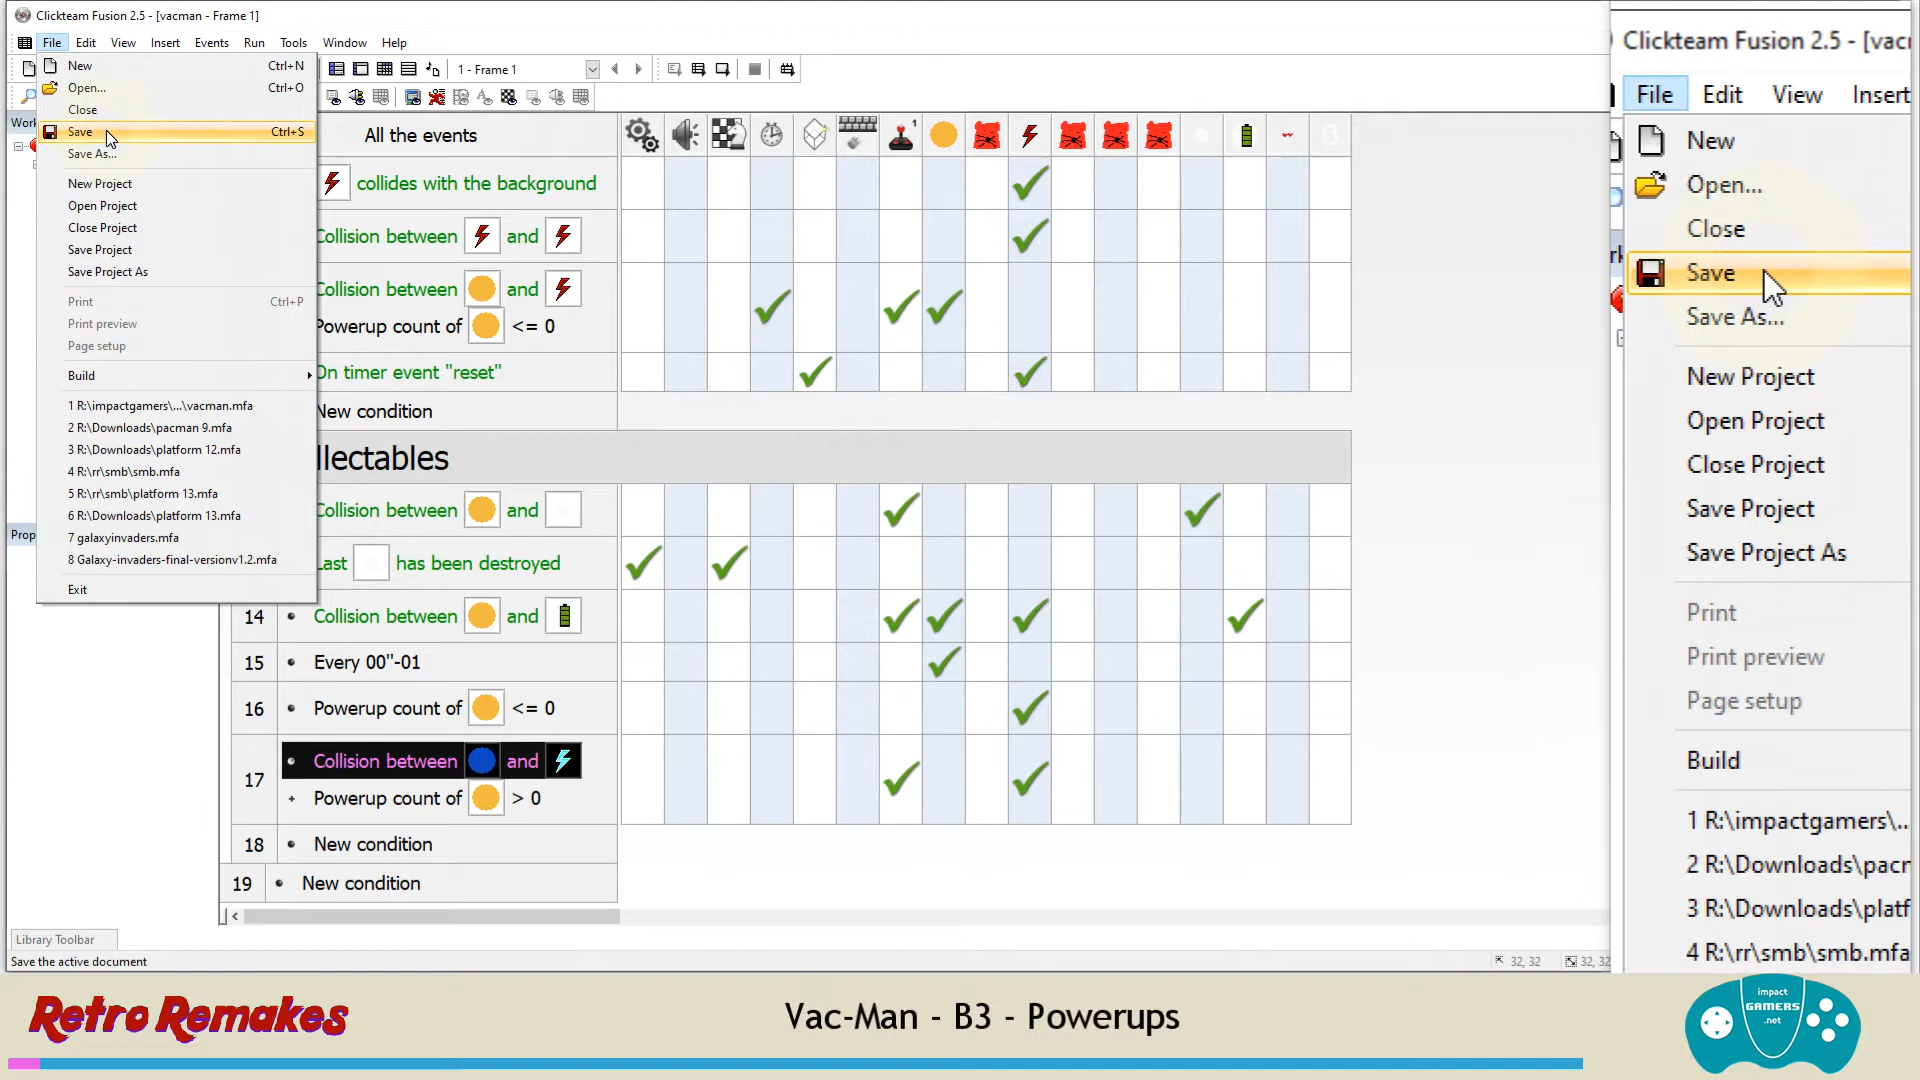 Clickteam Fusion 2.5 - [vacman - Frame 1]
File Edit View Insert Events Run Tools Window Help
New Ctrl+N
Open... Ctrl+O
Close
Save Ctrl+S
Save As...
New Project
Open Project
Close Project
Save Project
Save Project As
Print Ctrl+P
Print preview
Page setup
Build
1 R:\impactgamers\...\vacman.mfa
2 R:\Downloads\pacman 9.mfa
3 R:\Downloads\platform 12.mfa
4 R:\rr\smb\smb.mfa
5 R:\rr\smb\platform 13.mfa
6 R:\Downloads\platform 13.mfa
7 galaxyinvaders.mfa
8 Galaxy-invaders-final-versionv1.2.mfa
Exit
Work
Prop
1 - Frame 1
All the events
1
collides with the background
Collision between and
Collision between and
Powerup count of <= 0
On timer event "reset"
New condition
llectables
Collision between and
Last has been destroyed
14 Collision between and
15 Every 00"-01
16 Powerup count of <= 0
17 Collision between and
+ Powerup count of > 0
18 New condition
19 New condition
Library Toolbar
Save the active document
32, 32 32, 32
Clickteam Fusion 2.5 - [vac
File Edit View Insert
New
Open...
Close
Save
Save As...
New Project
Open Project
Close Project
Save Project
Save Project As
Print
Print preview
Page setup
Build
1 R:\impactgamers\...
2 R:\Downloads\pacr
3 R:\Downloads\platf
4 R:\rr\smb\smb.mfa
Retro Remakes
Vac-Man - B3 - Powerups
impact
GAMERS
.net